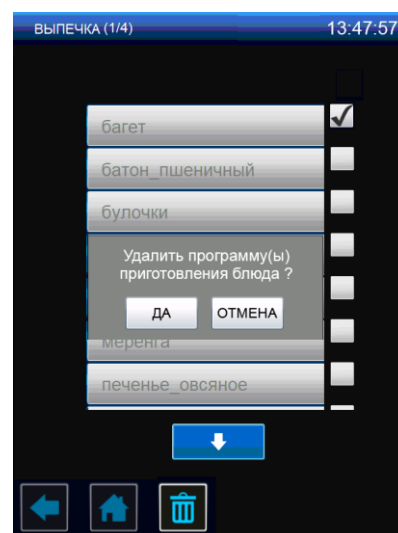 ВЫПЕЧКА (1/4) 13:47:57
багет
батон_пшеничный
булочки
Удалить программу(ы)
приготовления блюда ?
ДА ОТМЕНА
меренга
печенье_овсяное